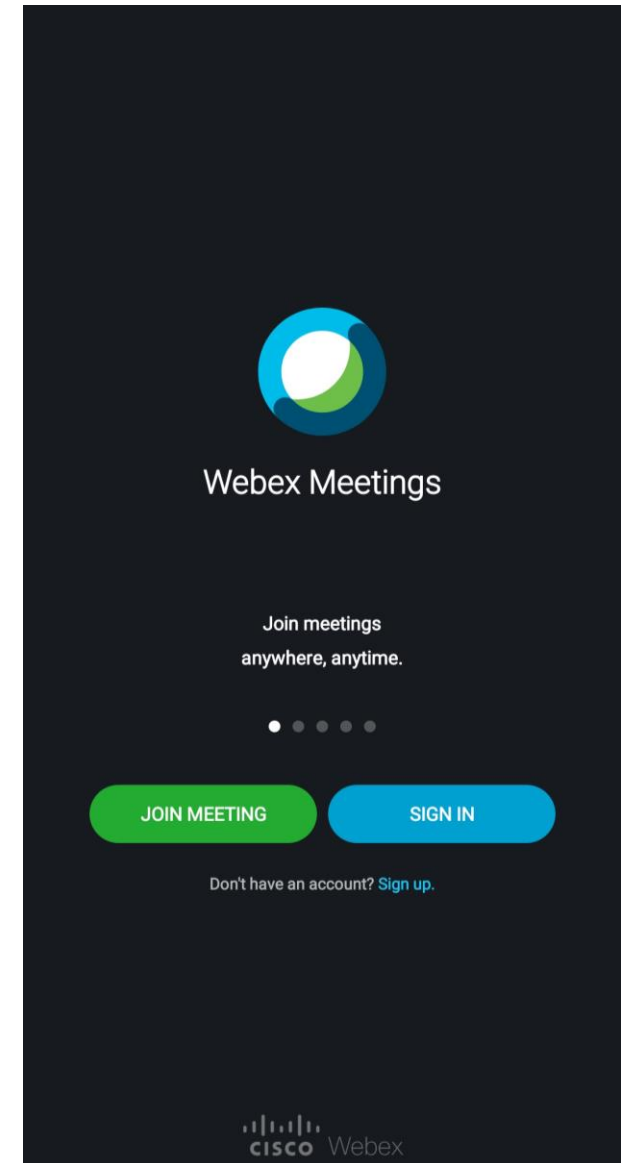 Webex Meetings
Join meetings
anywhere, anytime.
JOIN MEETING
SIGN IN
Don't have an account? Sign up.
CISCO Webex